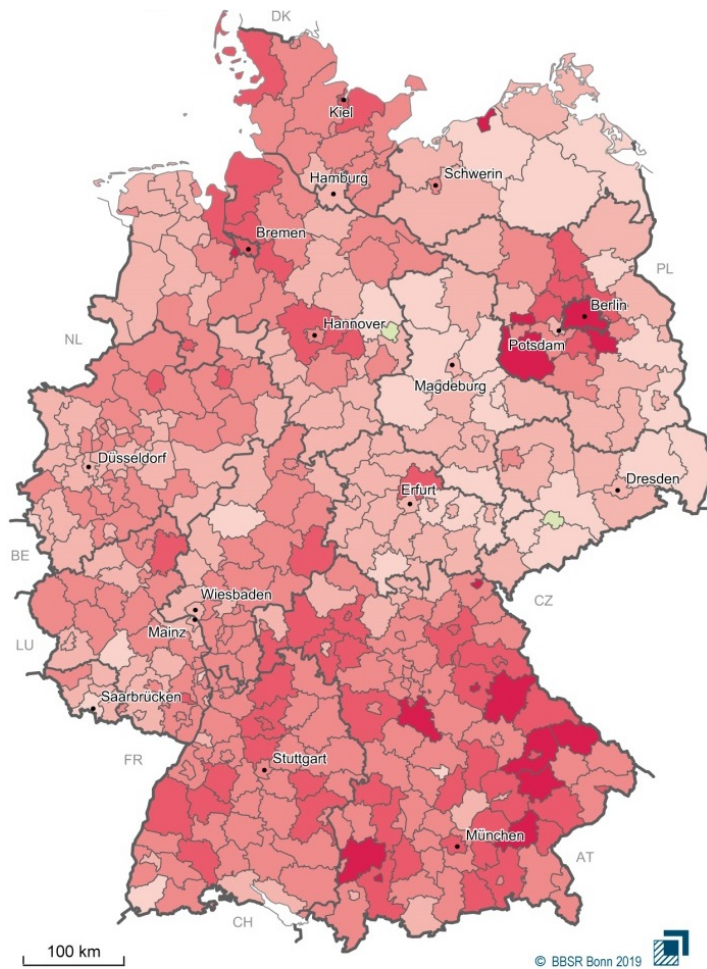 DK
Kiel
Hamburg
Schwerin
Bremen
PL
Berlin
Hannover
Potsdam
NL
Magdeburg
Düsseldorf
Dresden
Erfurt
BE
Wiesbaden
CZ
Mainz
LU
Saarbrücken
FR
Stuttgart
München
AT
CH
100 km
© BBSR Bonn 2019